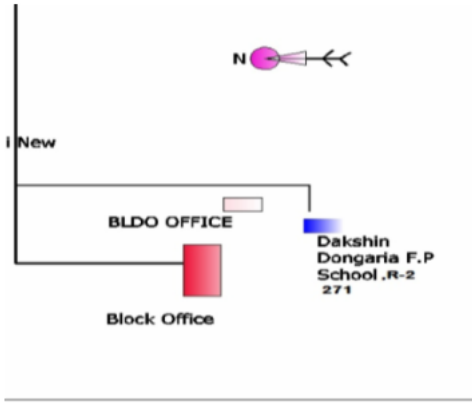 N
i New
BLDO OFFICE
Dakshin
Dongaria F.P
School .R-2
271
Block Office